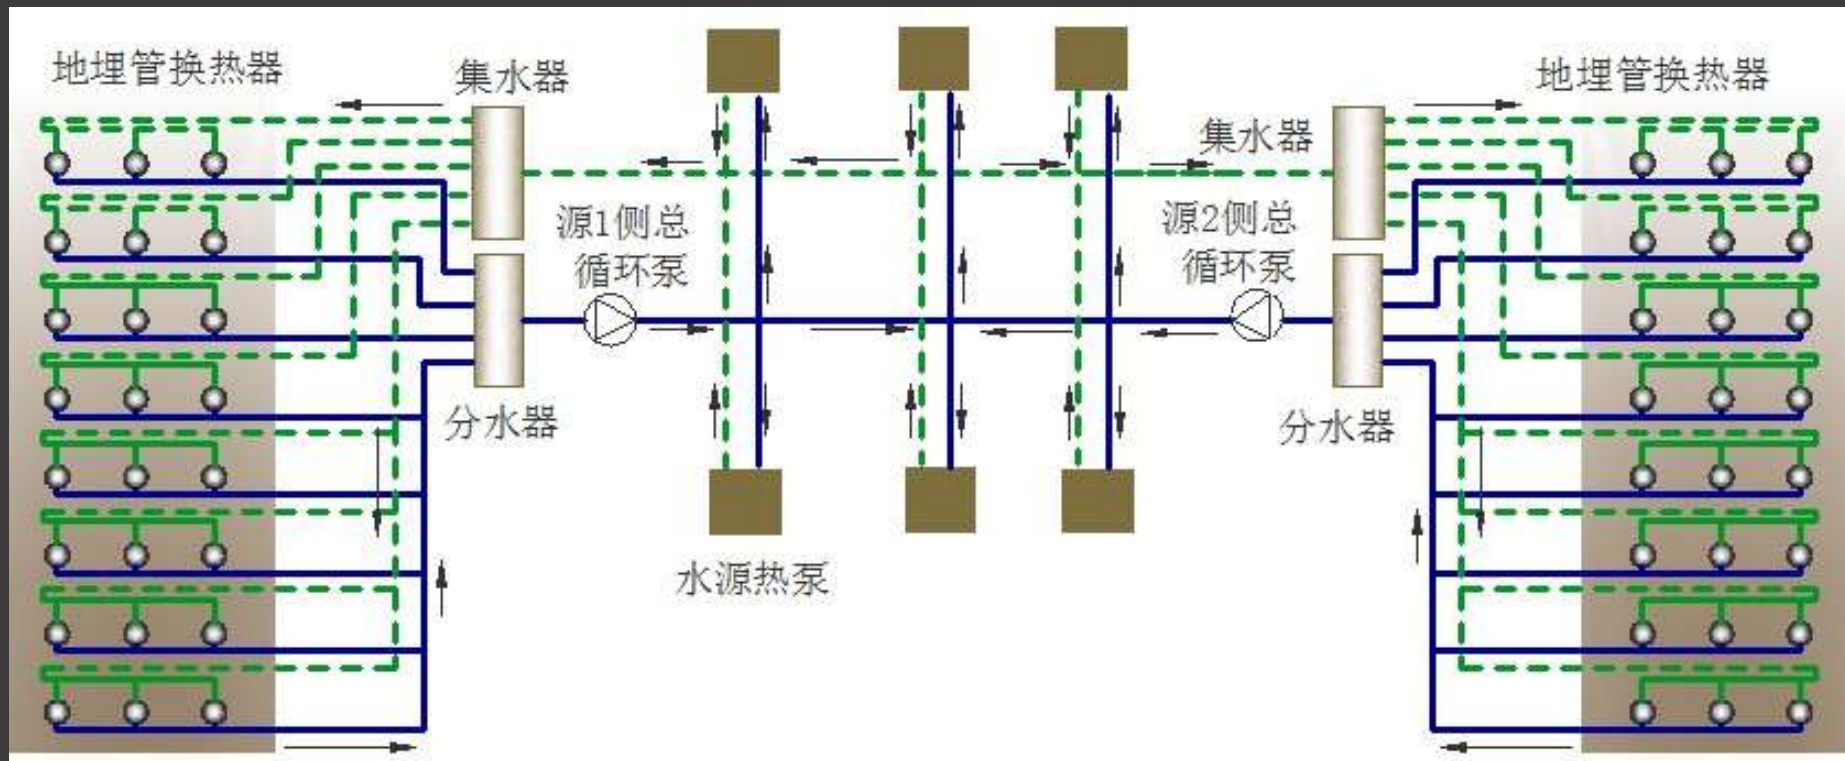 地埋管换热器
集水器
源1侧总
循环泵
分水器
水源热泵
集水器
源2侧总
循环泵
分水器
地埋管换热器